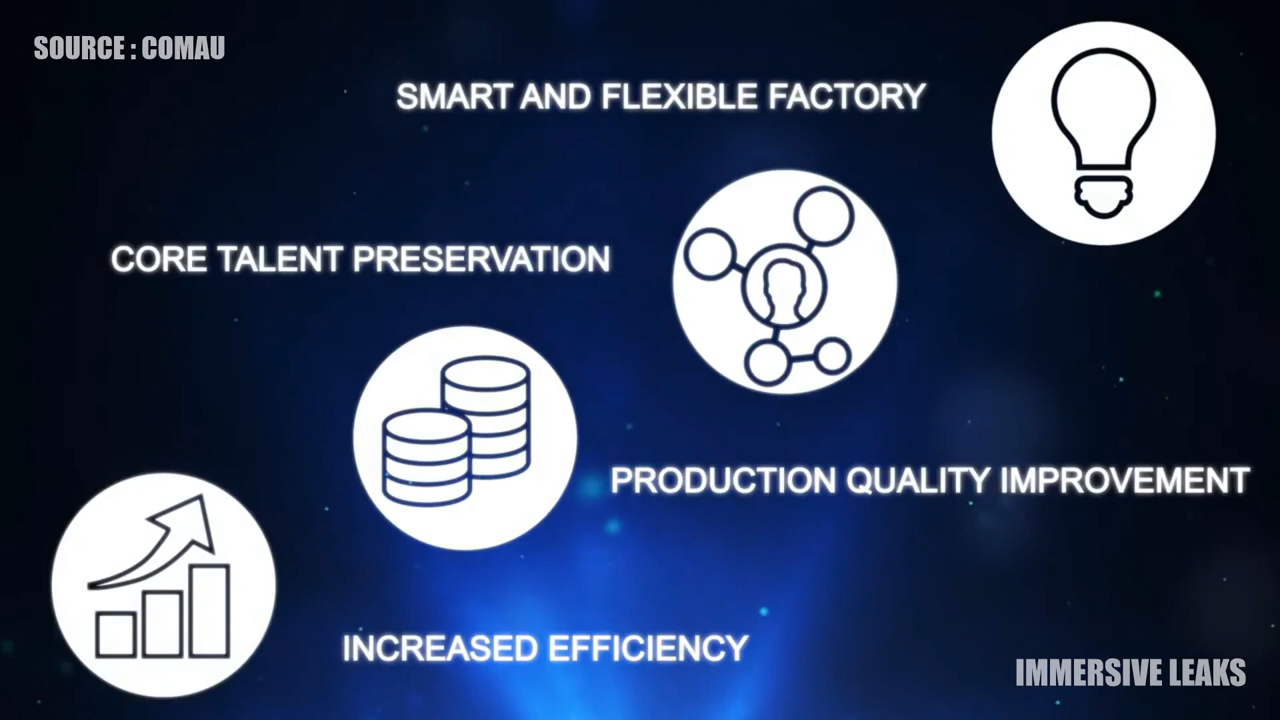 SOURCE : COMAU
SMART AND FLEXIBLE FACTORY
CORE TALENT PRESERVATION
PRODUCTION QUALITY IMPROVEMENT
INCREASED EFFICIENCY
IMMERSIVE LEAKS